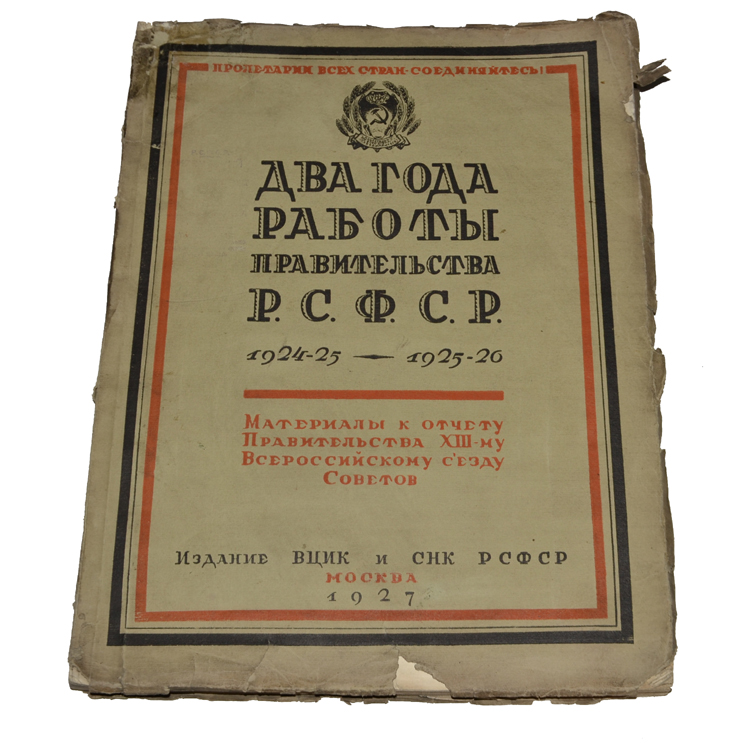 ПРОЛЕТАРИИ ВСЕХ СТРАН-СОЕДИНЯЙТЕСЬ!
ДВА ГОДА
РАБОТЫ
ПРАВИТЕЛЬСТВА
Р. С. Ф. С. Р.
1924-25 — 1925-26
МАТЕРИАЛЫ К ОТЧЕТУ
ПРАВИТЕЛЬСТВА XIII-МУ
ВСЕРОССИЙСКОМУ С'ЕЗДУ
СОВЕТОВ
ИЗДАНИЕ ВЦИК и СНК РСФСР
МОСКВА
1927